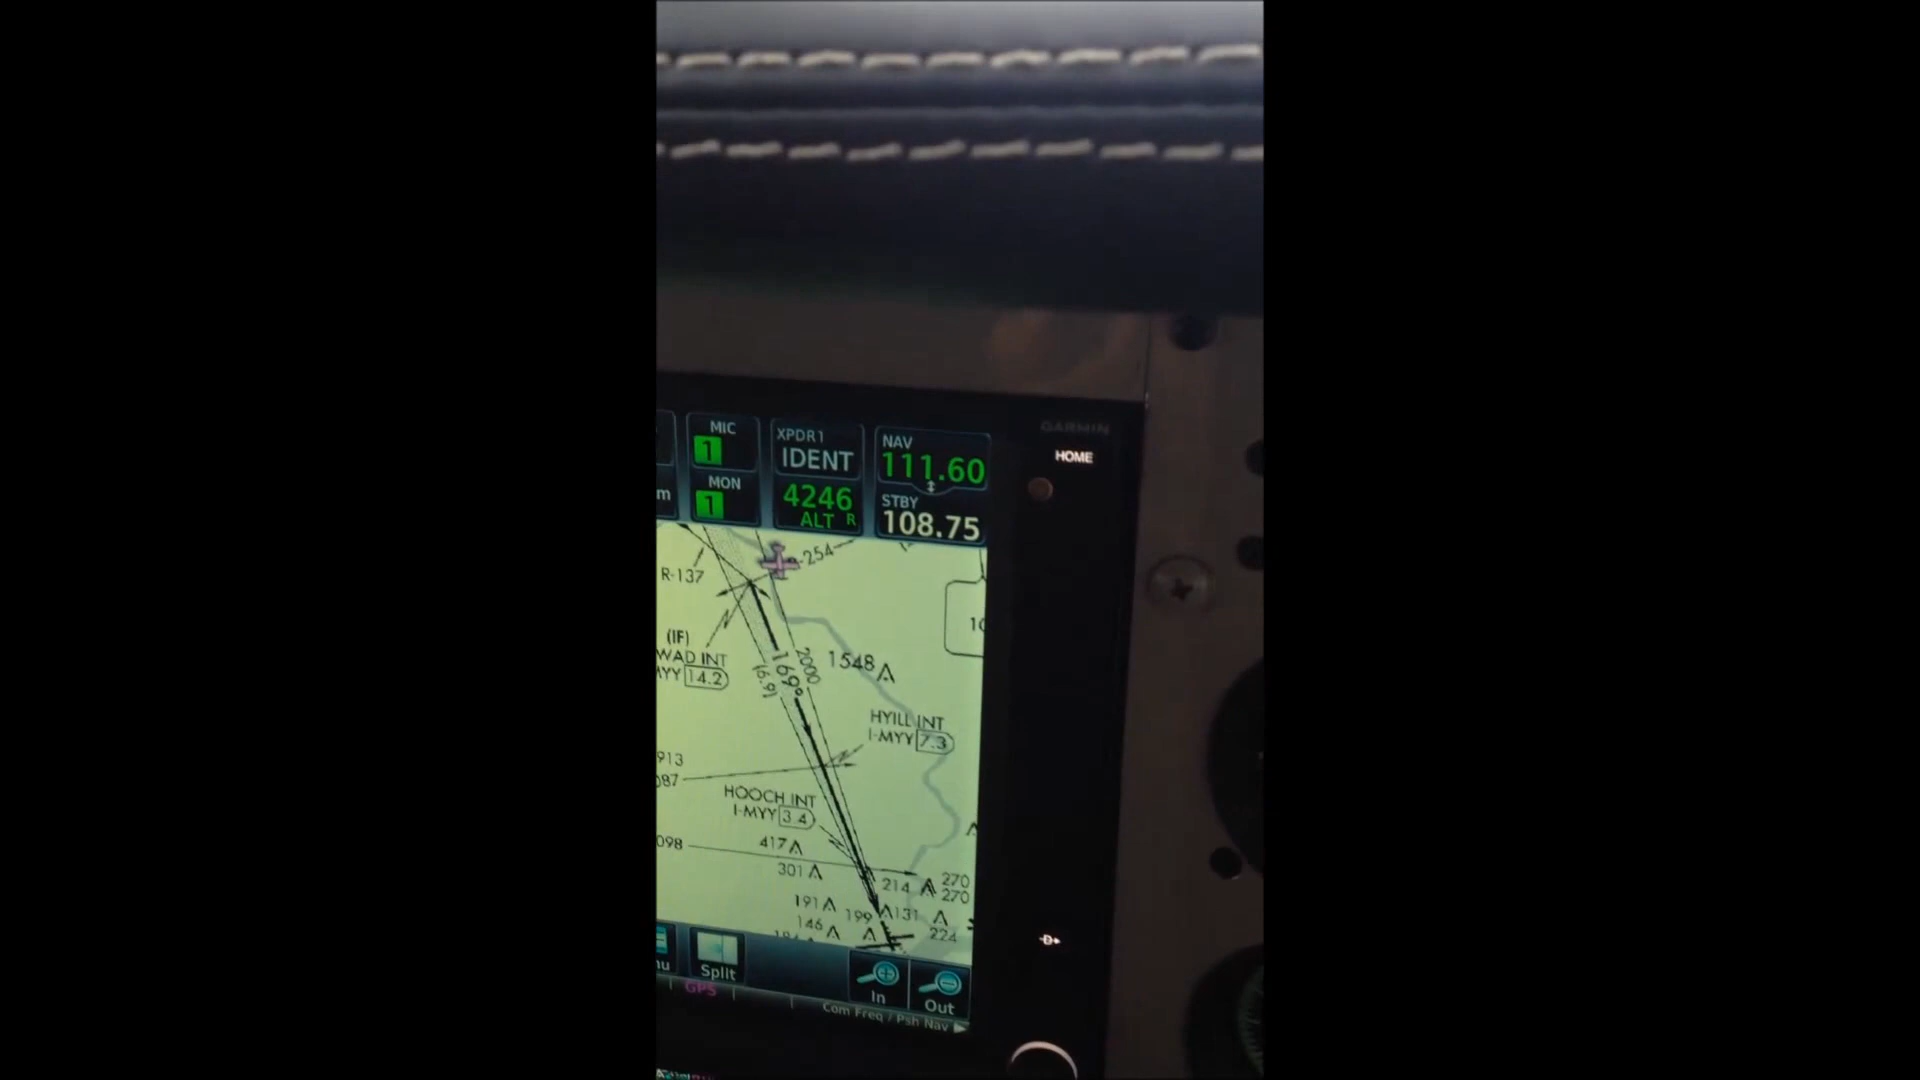 GARMIN
HOME
MIC
1
MON
1
XPDR1
IDENT
4246
ALT R
NAV
111.60
STBY
108.75
m
254
R-137
(IF)
WAD INT
14.2
169°
2000
(6.9)
1548
HYILL INT
I-MYY 7.3
913
087
HOOCH INT
I-MYY 3.4
098
417
301
214
270
270
191
199
131
146
224
Split
In
Out
GPS
Com Freq / Psh Nav
D